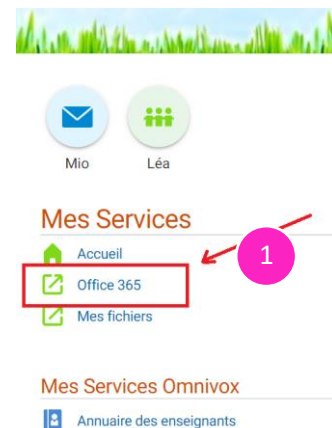 Mio Léa
Mes Services
Accueil
1
Office 365
Mes fichiers
Mes Services Omnivox
Annuaire des enseignants